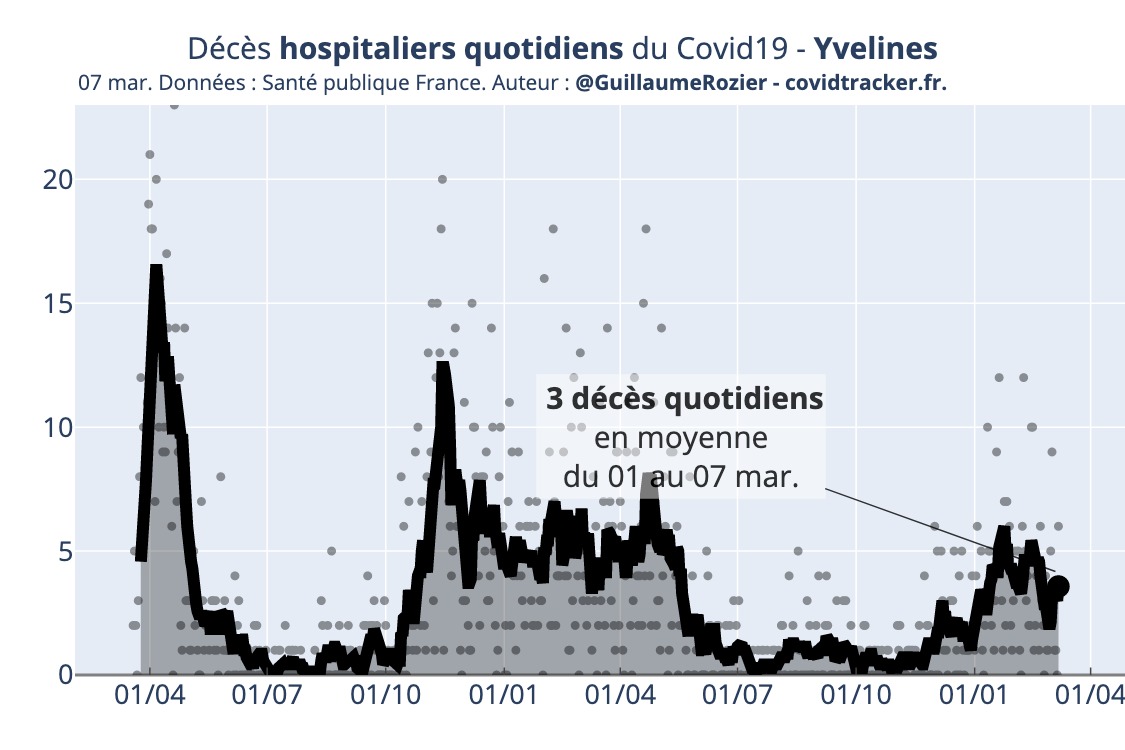 Décès hospitaliers quotidiens du Covid19 - Yvelines
07 mar. Données : Santé publique France. Auteur : @GuillaumeRozier - covidtracker.fr.
20
15
3 décès quotidiens
en moyenne
du 01 au 07 mar.
10
5
0
01/04 01/07 01/10 01/01 01/04 01/07 01/10 01/01 01/04